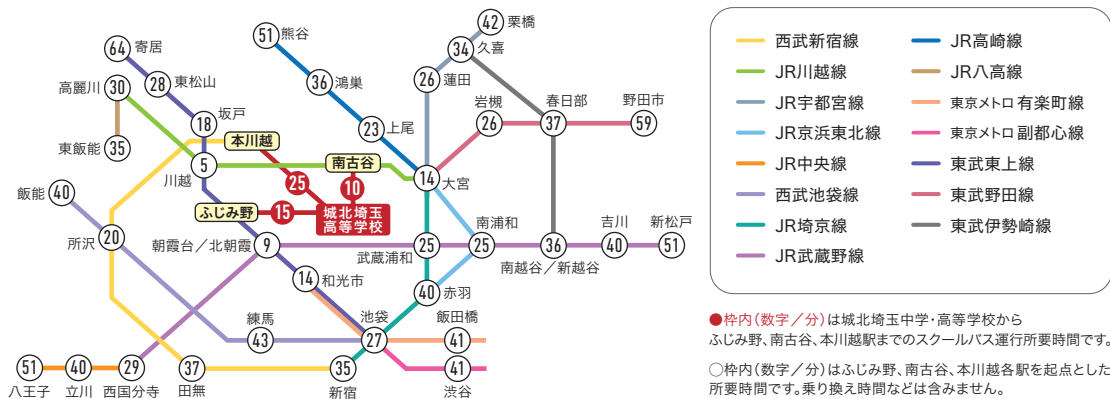 51
熊谷
42
栗橋
64
寄居
34
久喜
高麗川
30
28
東松山
36
鴻巣
26
蓮田
坂戸
18
23
上尾
岩槻
26
春日部
37
野田市
59
東飯能
35
本川越
5
川越
南古谷
14
大宮
25
10
飯能
40
ふじみ野
15
城北埼玉
高等学校
所沢
20
朝霞台/北朝霞
9
武蔵浦和
25
南浦和
25
南越谷/新越谷
36
吉川
40
新松戸
51
14
和光市
40
赤羽
練馬
43
池袋
27
飯田橋
41
51
八王子
40
立川
29
西国分寺
37
田無
35
新宿
41
渋谷
西武新宿線
JR川越線
JR宇都宮線
JR京浜東北線
JR中央線
西武池袋線
JR埼京線
JR武蔵野線
JR高崎線
JR八高線
東京メトロ 有楽町線
東京メトロ 副都心線
東武東上線
東武野田線
東武伊勢崎線
●枠内(数字/分)は城北埼玉中学・高等学校から
ふじみ野、南古谷、本川越駅までのスクールバス運行所要時間です。
○枠内(数字/分)はふじみ野、南古谷、本川越各駅を起点とした
所要時間です。乗り換え時間などは含みません。